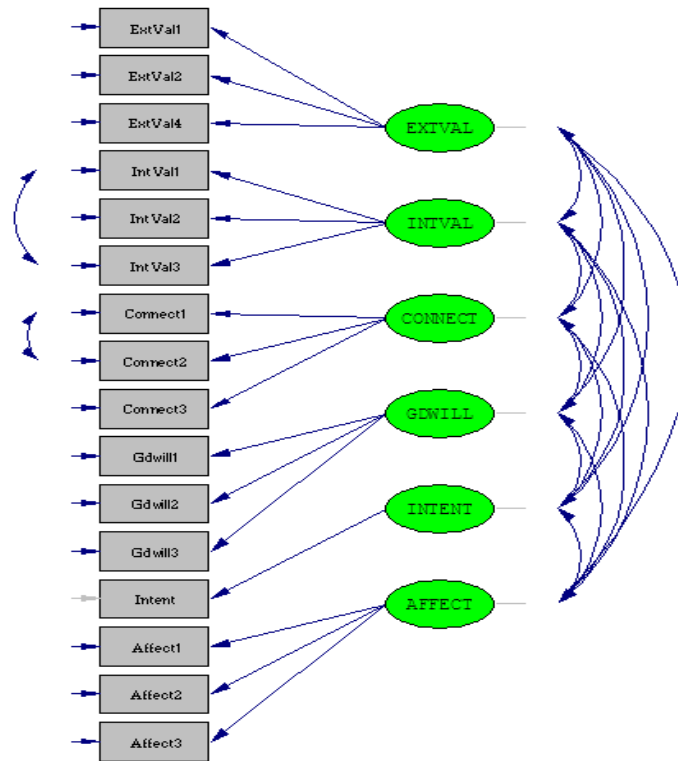 ExtVal1
ExtVal2
ExtVal4
IntVal1
IntVal2
IntVal3
Connect1
Connect2
Connect3
Gdwill1
Gdwill2
Gdwill3
Intent
Affect1
Affect2
Affect3
EXTVAL
INTVAL
CONNECT
GDWILL
INTENT
AFFECT